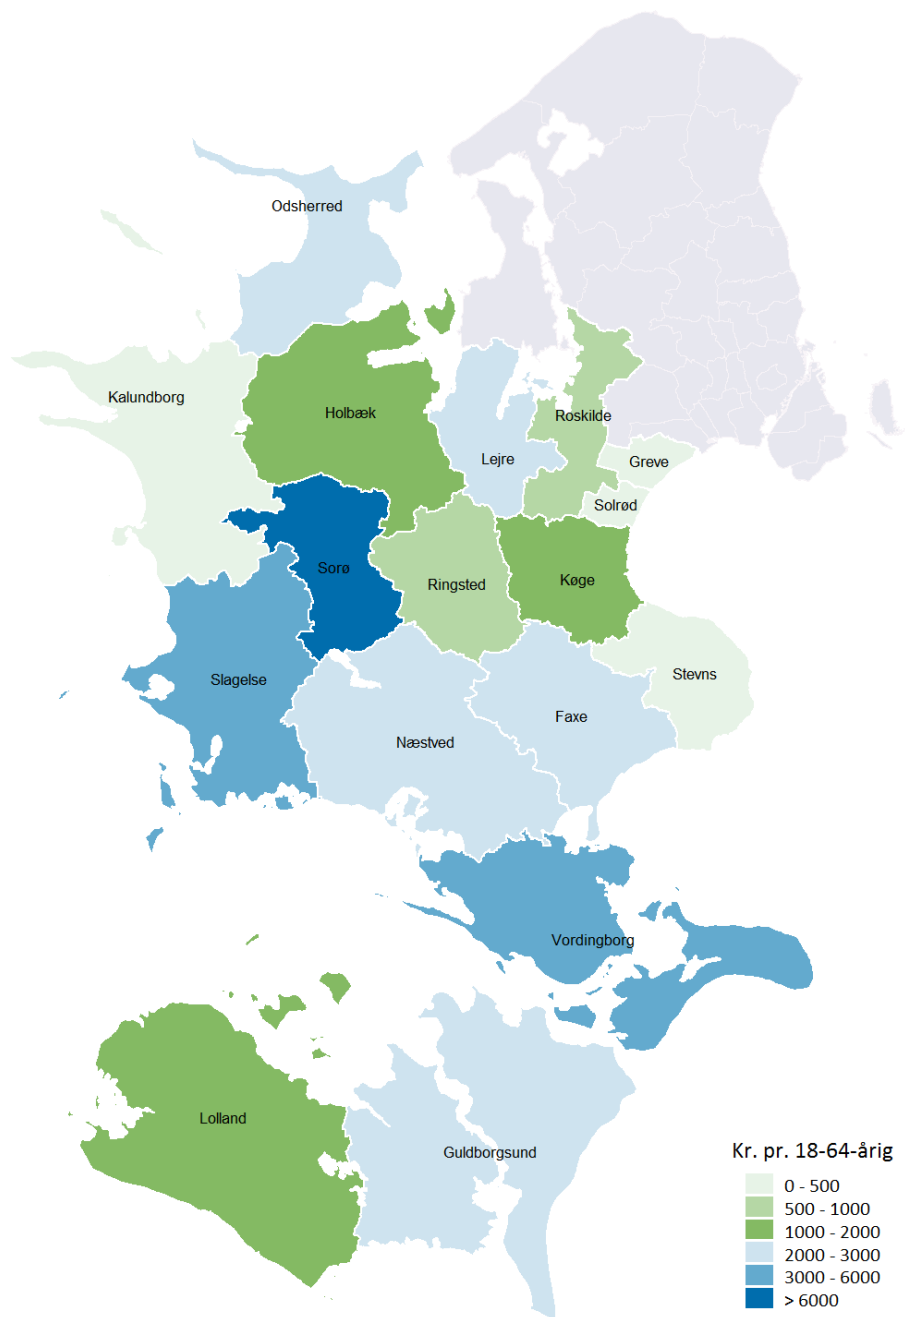 Odsherred
Kalundborg
Holbæk
Roskilde
Lejre
Greve
Solrød
Sorø
Ringsted
Køge
Slagelse
Stevns
Faxe
Næstved
Vordingborg
Lolland
Guldborgsund
Kr. pr. 18-64-årig
0 - 500
500 - 1000
1000 - 2000
2000 - 3000
3000 - 6000
> 6000